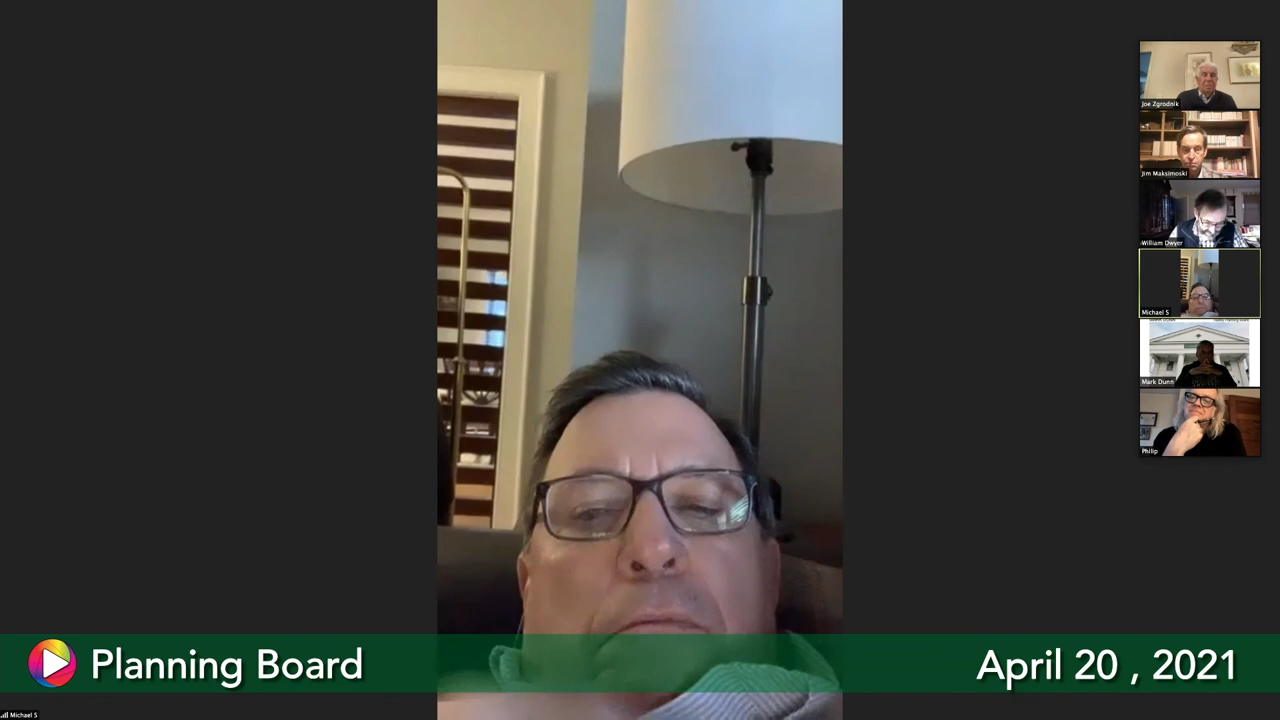 Joe Zgrodnik
Jim Maksimoski
William Dwyer
Michael S
Mark Dunn
Philip
Planning Board
April 20 , 2021
Michael S